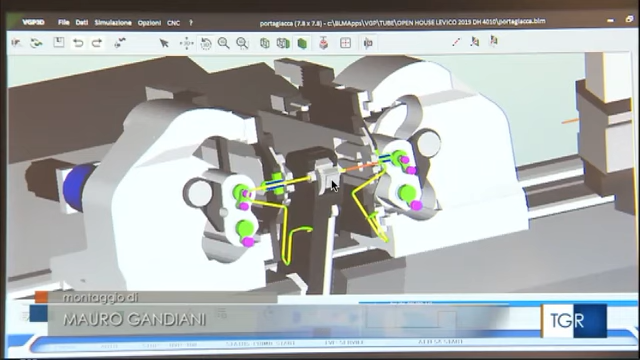 VGP3D File Dati Simulazione Opzioni CNC ?
portagiacca (7.8 x 7.8) - c:\BLMApps\VGP\TUBE\OPEN HOUSE LEVICO 2015 DH 4010\portagiacca.blm
montaggio di
MAURO GANDIANI
TGR